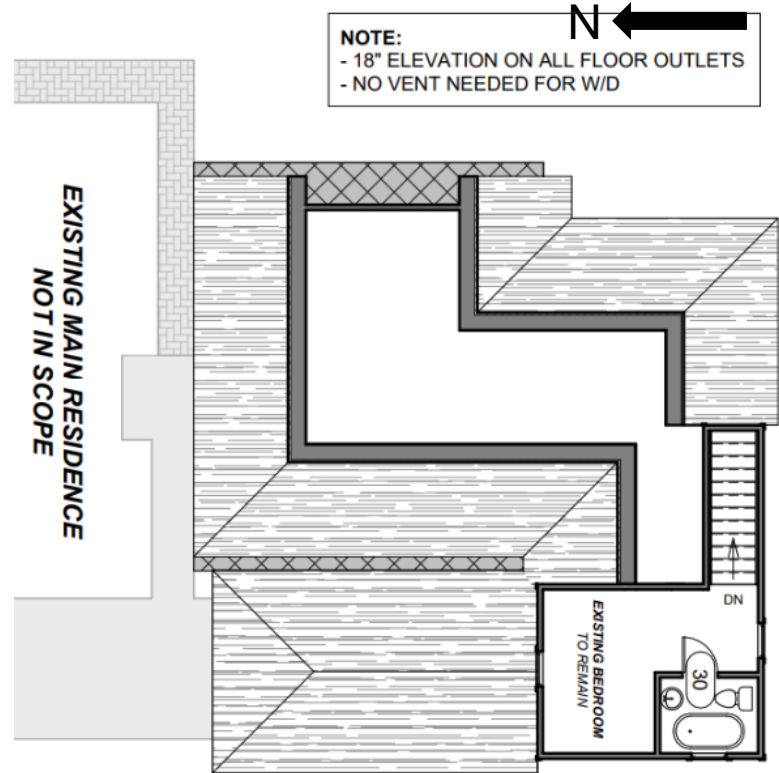 N
NOTE:
- 18" ELEVATION ON ALL FLOOR OUTLETS
- NO VENT NEEDED FOR W/D
EXISTING MAIN RESIDENCE
NOT IN SCOPE
DN
EXISTING BEDROOM
TO REMAIN
30